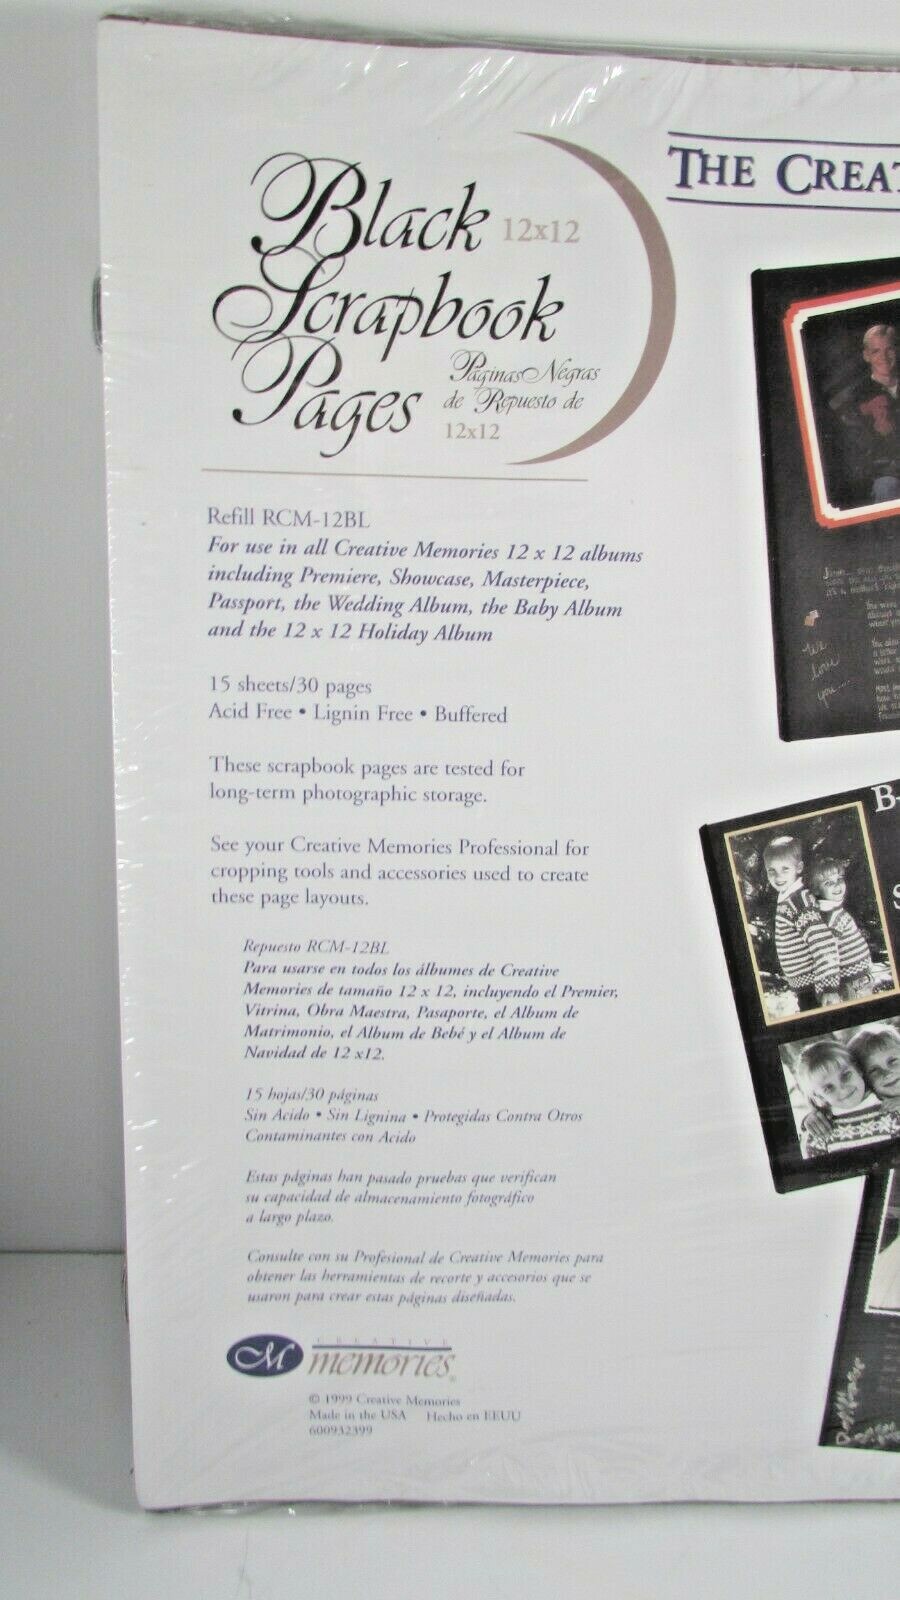 Black 12x12
Scrapbook
Pages
Páginas Negras
de Repuesto de
12x12
Refill RCM-12BL
For use in all Creative Memories 12 x 12 albums
including Premiere, Showcase, Masterpiece,
Passport, the Wedding Album, the Baby Album
and the 12 x 12 Holiday Album
15 sheets/30 pages
Acid Free • Lignin Free • Buffered
These scrapbook pages are tested for
long-term photographic storage.
See your Creative Memories Professional for
cropping tools and accessories used to create
these page layouts.
Repuesto RCM-12BL
Para usarse en todos los álbumes de Creative
Memories de tamaño 12 x 12, incluyendo el Premier,
Vitrina, Obra Maestra, Pasaporte, el Album de
Matrimonio, el Album de Bebé y el Album de
Navidad de 12 x12.
15 hojas/30 páginas
Sin Acido • Sin Lignina • Protegidas Contra Otros
Contaminantes con Acido
Estas páginas han pasado pruebas que verifican
su capacidad de almacenamiento fotográfico
a largo plazo.
Consulte con su Profesional de Creative Memories para
obtener las herramientas de recorte y accesorios que se
usaron para crear estas páginas diseñadas.
CM
CREATIVE
memories®
© 1999 Creative Memories
Made in the USA Hecho en EEUU
600932399
THE CREAT
We
love
you....
B-
S